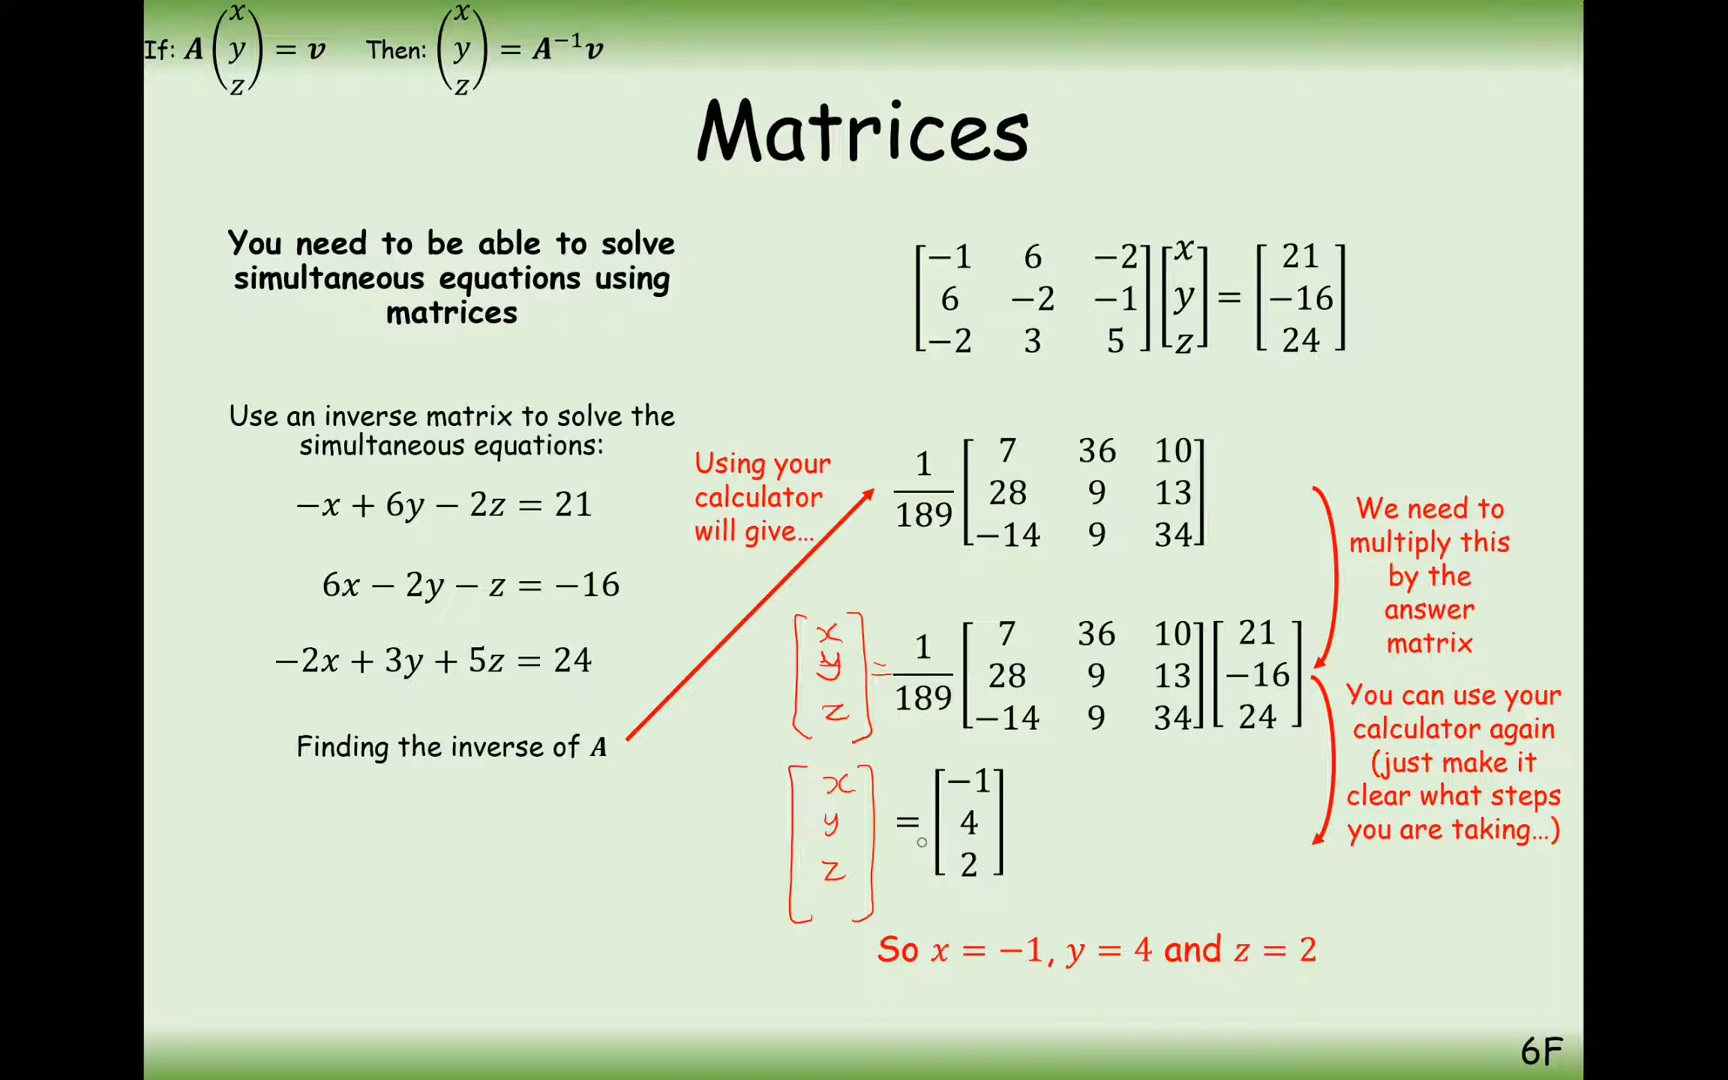 If: A(x y z) = v Then: (x y z) = A⁻¹v
Matrices
You need to be able to solve
simultaneous equations using
matrices
Use an inverse matrix to solve the
simultaneous equations:
−x + 6y − 2z = 21
6x − 2y − z = −16
−2x + 3y + 5z = 24
Finding the inverse of A
[−1 6 −2] [x] [21]
[6 −2 −1] [y] = [−16]
[−2 3 5] [z] [24]
Using your
calculator
will give...
1/189 [7 36 10]
[28 9 13]
[−14 9 34]
We need to
multiply this
by the
answer
matrix
[x] = 1/189 [7 36 10] [21]
[y] [28 9 13] [−16]
[z] [−14 9 34] [24]
You can use your
calculator again
(just make it
clear what steps
you are taking...)
[x] [−1]
[y] = [4]
[z] [2]
So x = −1, y = 4 and z = 2
6F